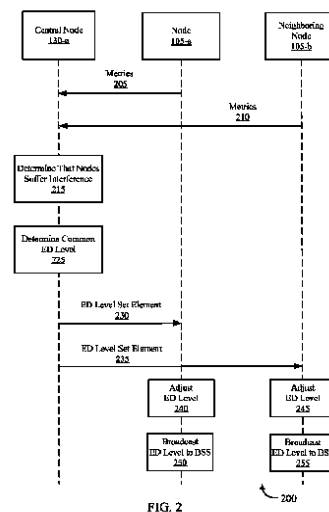 Central Node
130-a
Node
105-a
Neighboring
Node
105-b
Metrics
205
Metrics
210
Determine That Nodes
Suffer Interference
215
Determine Common
ED Level
225
ED Level Set Element
230
ED Level Set Element
235
Adjust
ED Level
240
Adjust
ED Level
245
Broadcast
ED Level to BSS
250
Broadcast
ED Level to BSS
255
200
FIG. 2